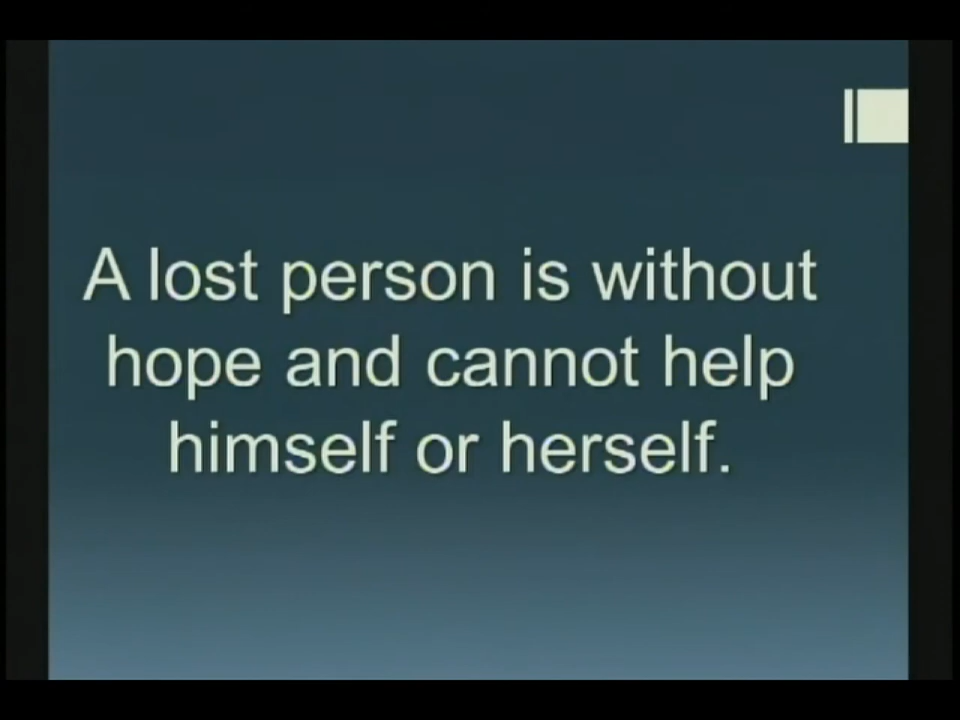 A lost person is without
hope and cannot help
himself or herself.